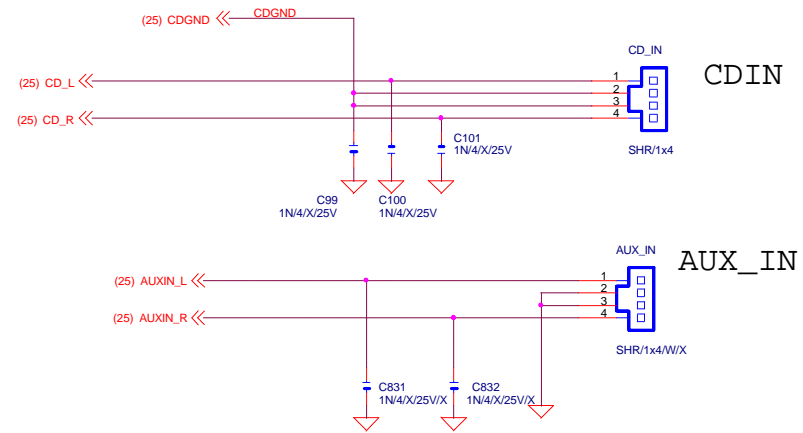 (25) CDGND
CDGND
CD_IN
CDIN
(25) CD_L
1
2
3
(25) CD_R
4
C101
1N/4/X/25V
SHR/1x4
C99
1N/4/X/25V
C100
1N/4/X/25V
AUX_IN
AUX_IN
(25) AUXIN_L
1
2
3
(25) AUXIN_R
4
SHR/1x4/W/X
C831
1N/4/X/25V/X
C832
1N/4/X/25V/X